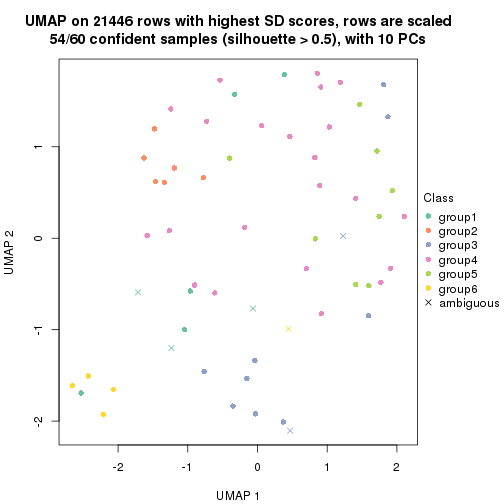 UMAP on 21446 rows with highest SD scores, rows are scaled
54/60 confident samples (silhouette > 0.5), with 10 PCs
UMAP 2
1
0
-1
-2
-2
-1
0
1
2
UMAP 1
Class
group1
group2
group3
group4
group5
group6
ambiguous